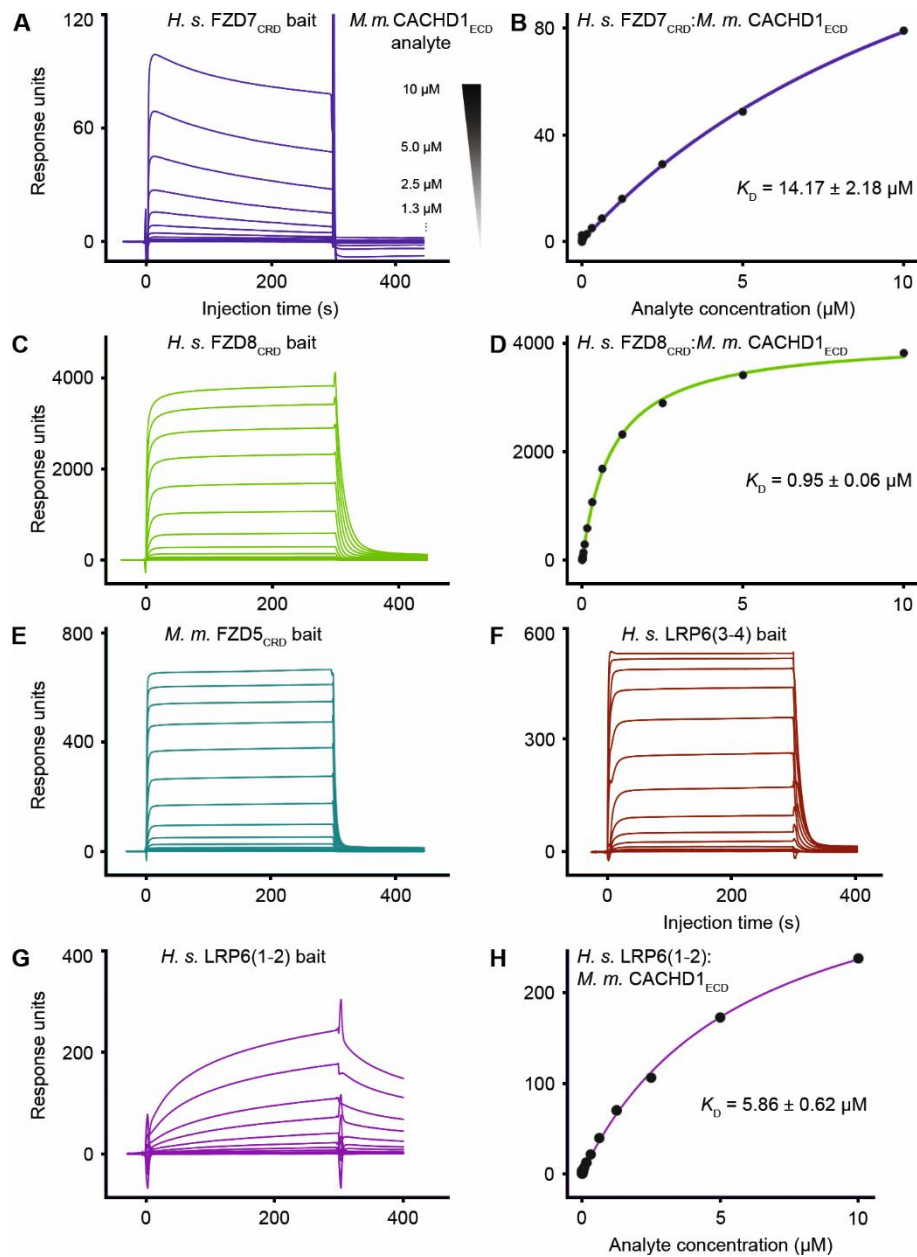 A
H. s. FZD7CRD bait
M. m. CACHD1ECD
analyte
120
60
0
Response units
10 µM
5.0 µM
2.5 µM
1.3 µM
⋮
0
200
400
Injection time (s)
B
H. s. FZD7CRD:M. m. CACHD1ECD
80
40
0
KD = 14.17 ± 2.18 µM
0
5
10
Analyte concentration (µM)
C
H. s. FZD8CRD bait
4000
2000
0
Response units
0
200
400
D
H. s. FZD8CRD:M. m. CACHD1ECD
4000
2000
0
KD = 0.95 ± 0.06 µM
0
5
10
E
M. m. FZD5CRD bait
800
400
0
Response units
0
200
400
F
H. s. LRP6(3-4) bait
600
300
0
0
200
400
Injection time (s)
G
H. s. LRP6(1-2) bait
400
200
0
Response units
0
200
400
H
H. s. LRP6(1-2):
M. m. CACHD1ECD
200
100
0
KD = 5.86 ± 0.62 µM
0
5
10
Analyte concentration (µM)